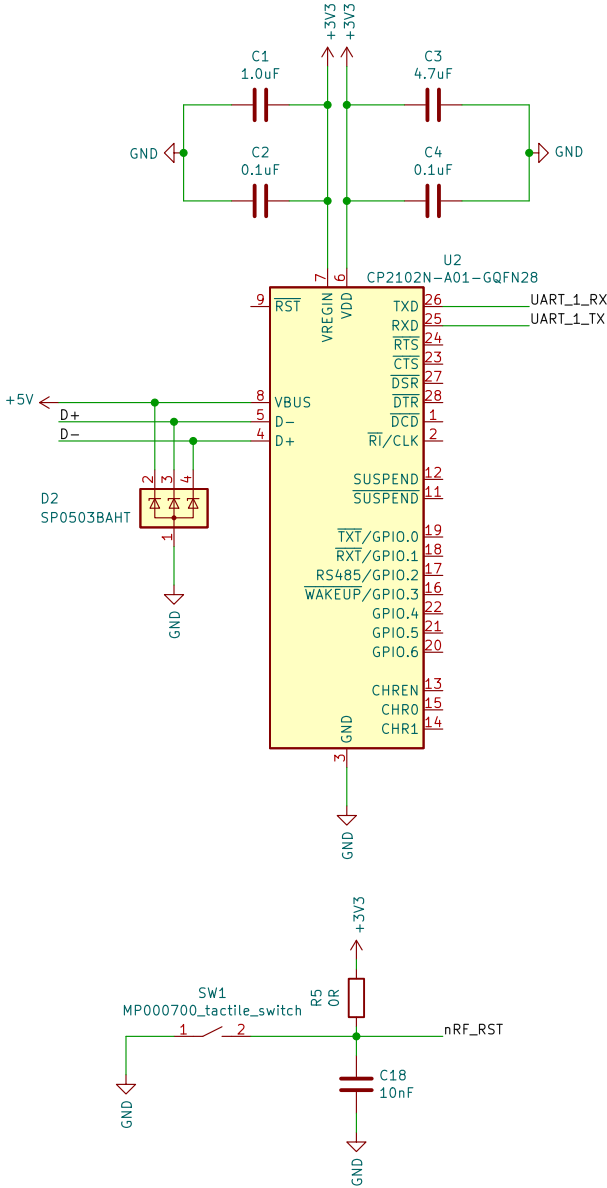 +3V3
+3V3
C1
1.0uF
C3
4.7uF
GND
GND
C2
0.1uF
C4
0.1uF
U2
CP2102N-A01-GQFN28
7
6
VREGIN
VDD
9
RST
TXD
26
UART_1_RX
RXD
25
UART_1_TX
RTS
24
CTS
23
DSR
27
+5V
8
VBUS
DTR
28
D+
5
D-
DCD
1
D-
4
D+
RI/CLK
2
SUSPEND
12
SUSPEND
11
D2
SP0503BAHT
2
3
4
1
GND
TXT/GPIO.0
19
RXT/GPIO.1
18
RS485/GPIO.2
17
WAKEUP/GPIO.3
16
GPIO.4
22
GPIO.5
21
GPIO.6
20
CHREN
13
CHR0
15
CHR1
14
GND
3
GND
+3V3
R5
0R
SW1
MP000700_tactile_switch
1
2
nRF_RST
C18
10nF
GND
GND